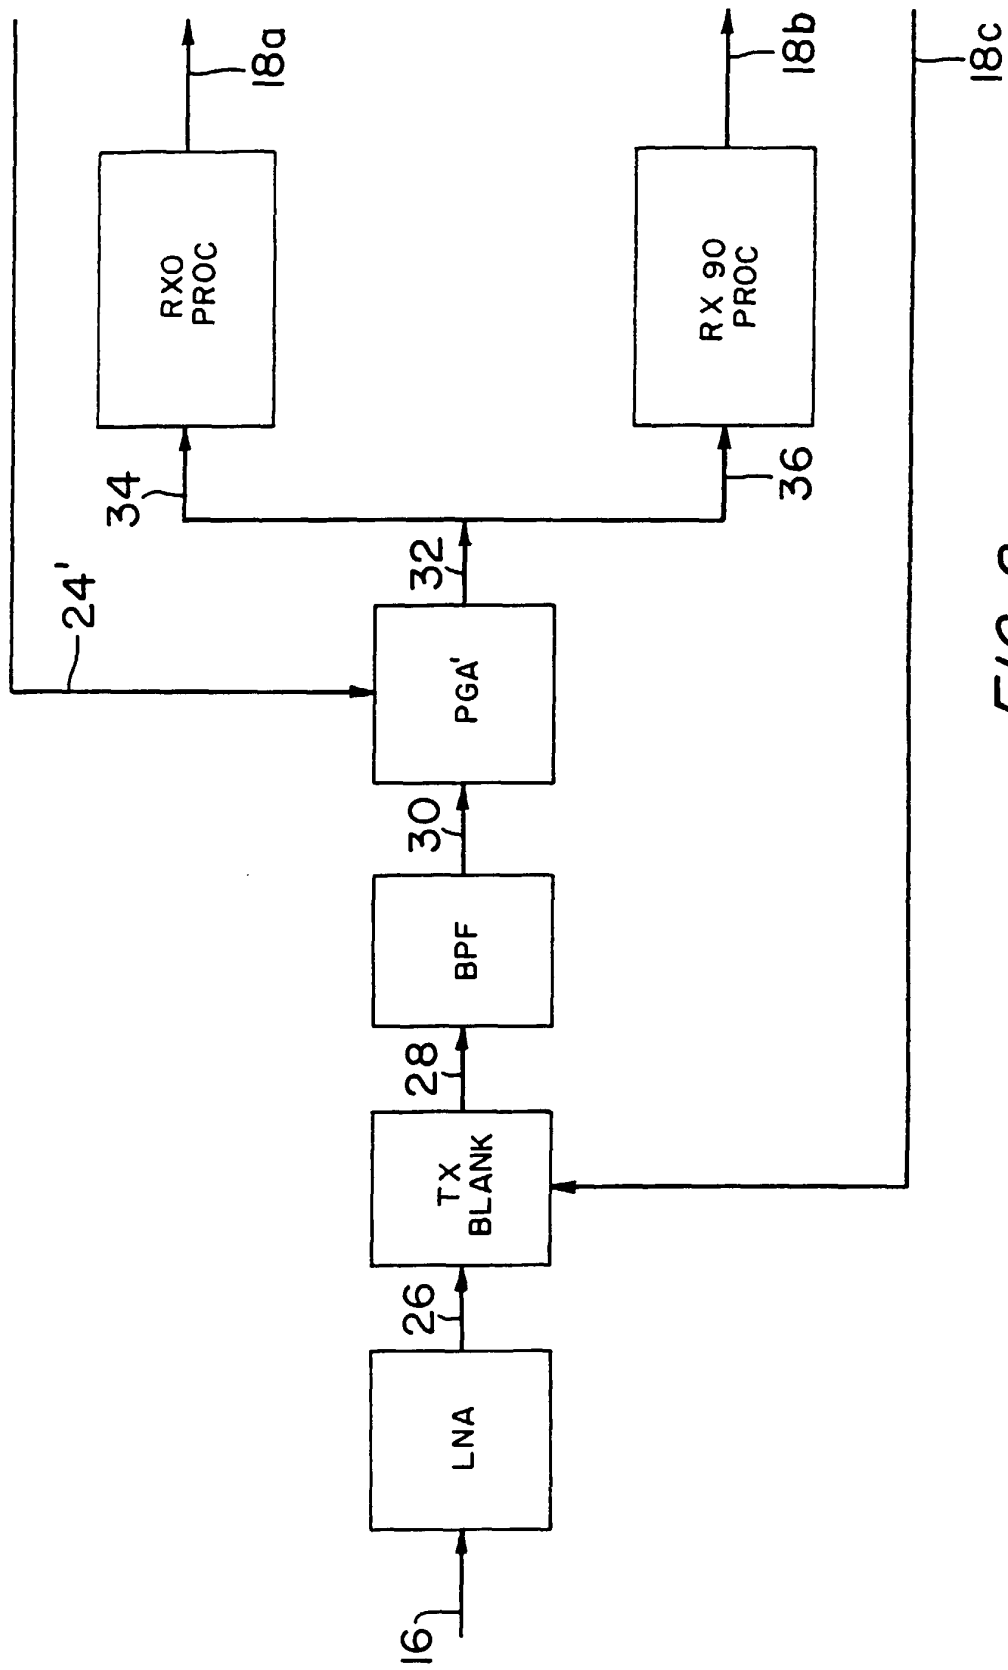 16
LNA
26
TX
BLANK
28
BPF
30
PGA'
24'
32
34
36
RXO
PROC
RX 90
PROC
18a
18b
18c
FIG.